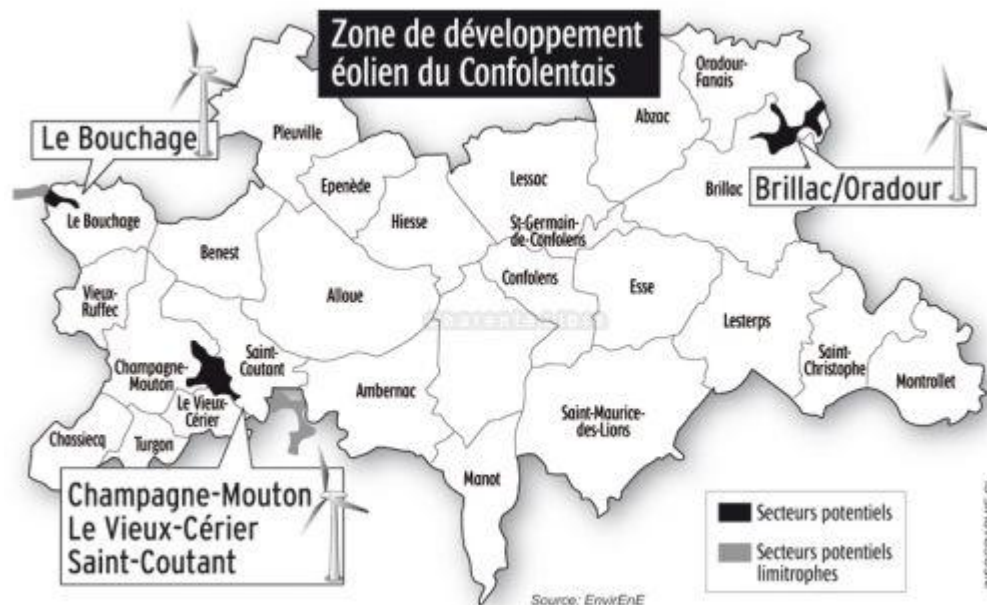 Zone de développement
éolien du Confolentais
Oradour-
Fanais
Abzac
Pleuville
Le Bouchage
Epenède
Lessac
Brillac
Brillac/Oradour
Le Bouchage
Hiesse
St-Germain-
de-Confolens
Benest
Confolens
Alloue
Esse
Vieux-
Ruffec
Lesterps
Saint-
Coutant
Saint-
Christophe
Champagne-
Mouton
Montrollet
Ambernac
Le Vieux-
Cérier
Saint-Maurice-
des-Lions
Chassiecq
Turgon
Manot
Champagne-Mouton
Le Vieux-Cérier
Saint-Coutant
Secteurs potentiels
Secteurs potentiels
limitrophes
Source: EnvirEnE